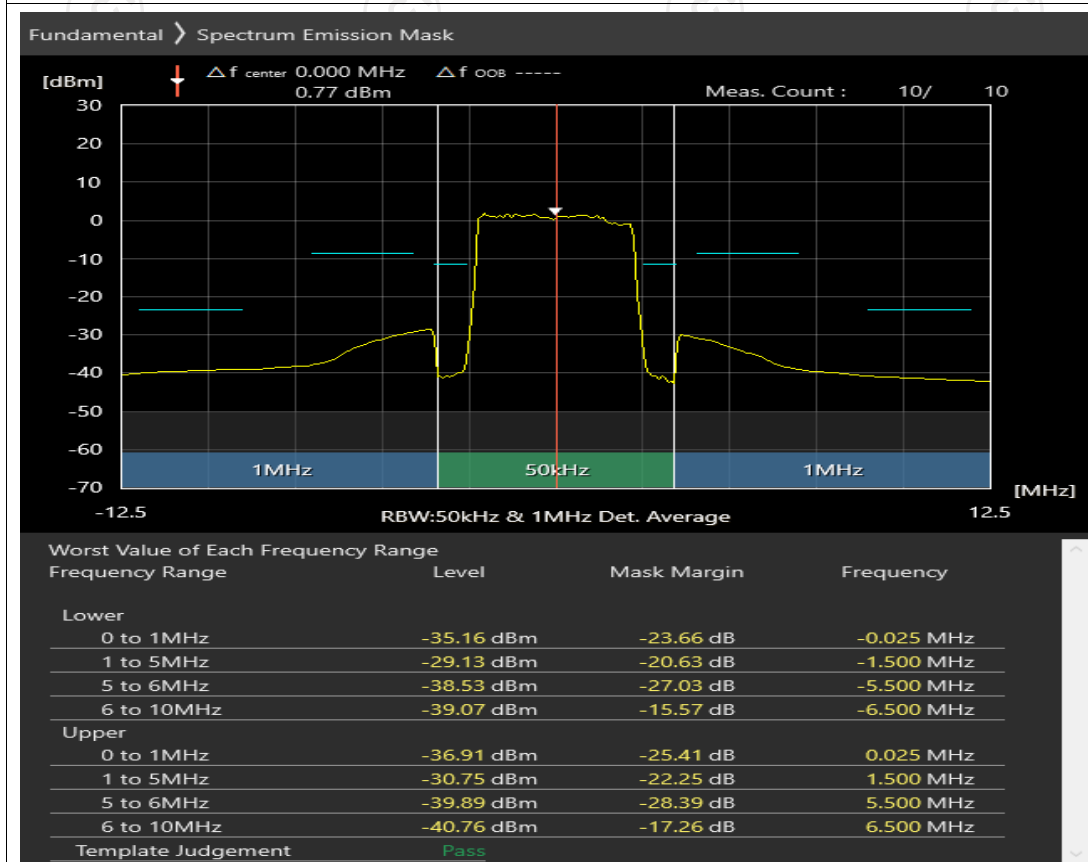 Fundamental 〉 Spectrum Emission Mask
[dBm]
△f center 0.000 MHz △f OOB -----
0.77 dBm
Meas. Count : 10/ 10
30
20
10
0
-10
-20
-30
-40
-50
-60
-70
1MHz 50kHz 1MHz
[MHz]
-12.5 RBW:50kHz & 1MHz Det. Average 12.5
Worst Value of Each Frequency Range
Frequency Range Level Mask Margin Frequency
Lower
0 to 1MHz -35.16 dBm -23.66 dB -0.025 MHz
1 to 5MHz -29.13 dBm -20.63 dB -1.500 MHz
5 to 6MHz -38.53 dBm -27.03 dB -5.500 MHz
6 to 10MHz -39.07 dBm -15.57 dB -6.500 MHz
Upper
0 to 1MHz -36.91 dBm -25.41 dB 0.025 MHz
1 to 5MHz -30.75 dBm -22.25 dB 1.500 MHz
5 to 6MHz -39.89 dBm -28.39 dB 5.500 MHz
6 to 10MHz -40.76 dBm -17.26 dB 6.500 MHz
Template Judgement Pass